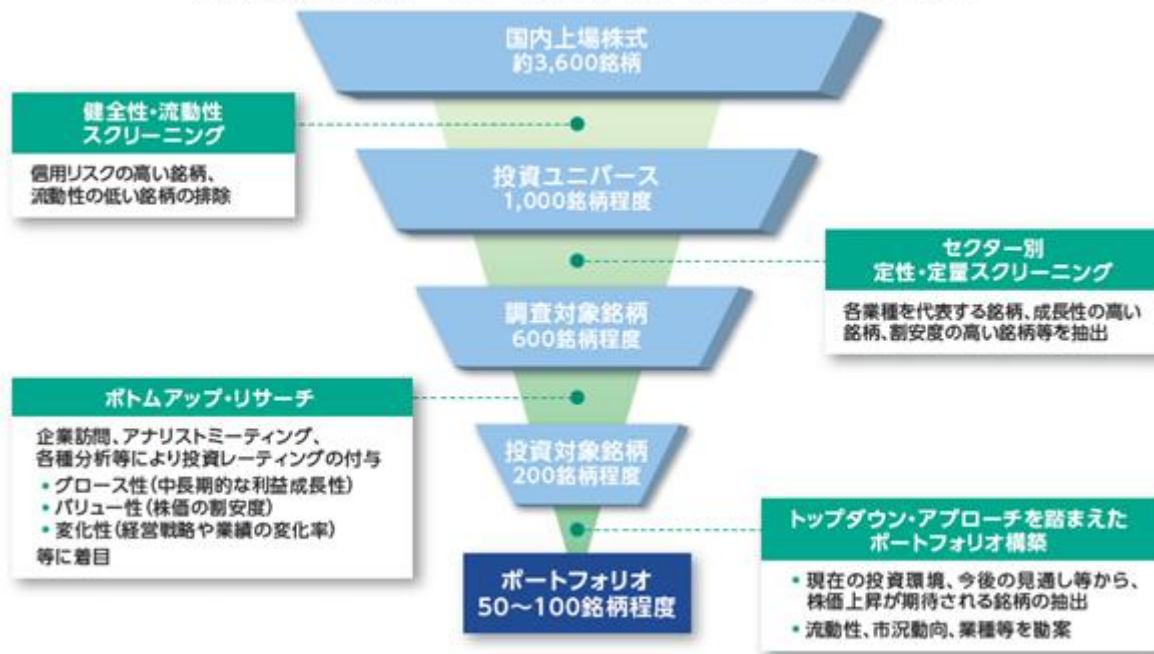 国内上場株式
約3,600銘柄
健全性・流動性
スクリーニング
信用リスクの高い銘柄、
流動性の低い銘柄の排除
投資ユニバース
1,000銘柄程度
セクター別
定性・定量スクリーニング
各業種を代表する銘柄、成長性の高い
銘柄、割安度の高い銘柄等を抽出
調査対象銘柄
600銘柄程度
ボトムアップ・リサーチ
企業訪問、アナリストミーティング、
各種分析等により投資レーティングの付与
• グロース性(中長期的な利益成長性)
• バリュー性(株価の割安度)
• 変化性(経営戦略や業績の変化率)
等に着目
投資対象銘柄
200銘柄程度
トップダウン・アプローチを踏まえた
ポートフォリオ構築
• 現在の投資環境、今後の見通し等から、
株価上昇が期待される銘柄の抽出
• 流動性、市況動向、業種等を勘案
ポートフォリオ
50～100銘柄程度